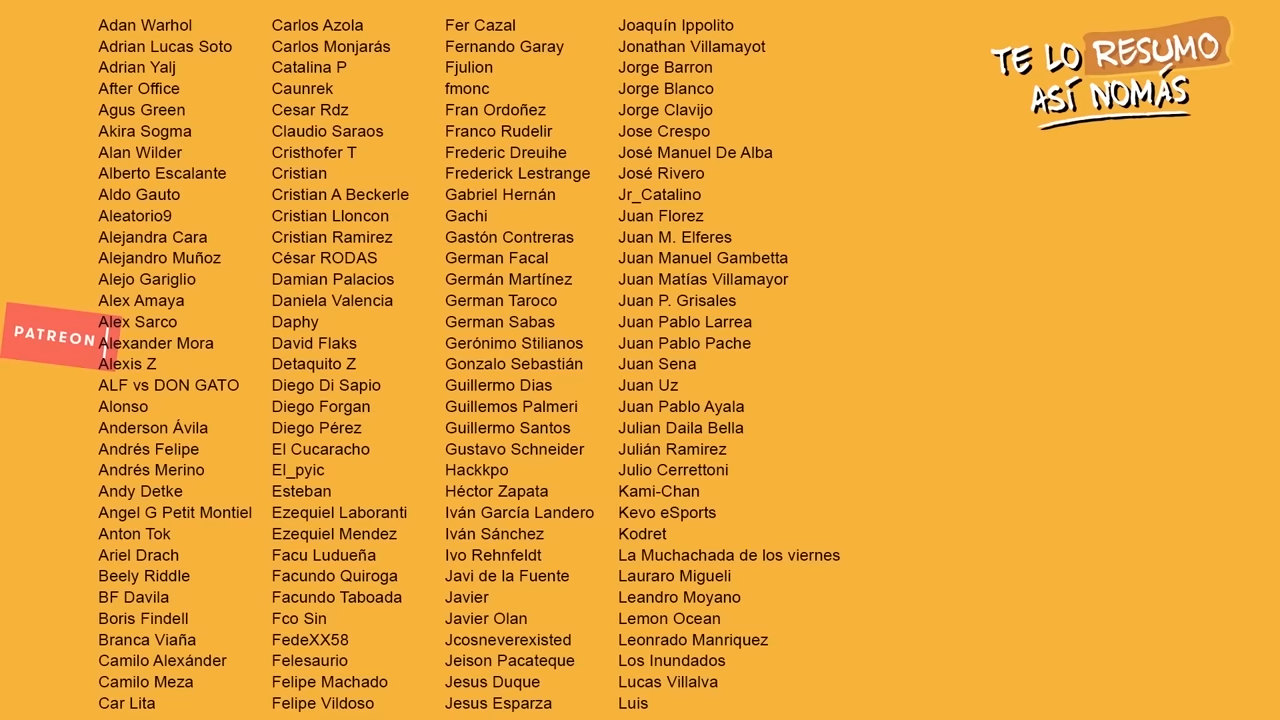 Adan Warhol
Adrian Lucas Soto
Adrian Yalj
After Office
Agus Green
Akira Sogma
Alan Wilder
Alberto Escalante
Aldo Gauto
Aleatorio9
Alejandra Cara
Alejandro Muñoz
Alejo Gariglio
Alex Amaya
Alex Sarco
Alexander Mora
Alexis Z
ALF vs DON GATO
Alonso
Anderson Ávila
Andrés Felipe
Andrés Merino
Andy Detke
Angel G Petit Montiel
Anton Tok
Ariel Drach
Beely Riddle
BF Davila
Boris Findell
Branca Viaña
Camilo Alexánder
Camilo Meza
Car Lita
Carlos Azola
Carlos Monjarás
Catalina P
Caunrek
Cesar Rdz
Claudio Saraos
Cristhofer T
Cristian
Cristian A Beckerle
Cristian Lloncon
Cristian Ramirez
César RODAS
Damian Palacios
Daniela Valencia
Daphy
David Flaks
Detaquito Z
Diego Di Sapio
Diego Forgan
Diego Pérez
El Cucaracho
El_pyic
Esteban
Ezequiel Laboranti
Ezequiel Mendez
Facu Ludueña
Facundo Quiroga
Facundo Taboada
Fco Sin
FedeXX58
Felesaurio
Felipe Machado
Felipe Vildoso
Fer Cazal
Fernando Garay
Fjulion
fmonc
Fran Ordoñez
Franco Rudelir
Frederic Dreuihe
Frederick Lestrange
Gabriel Hernán
Gachi
Gastón Contreras
German Facal
Germán Martínez
German Taroco
German Sabas
Gerónimo Stilianos
Gonzalo Sebastián
Guillermo Dias
Guillemos Palmeri
Guillermo Santos
Gustavo Schneider
Hackkpo
Héctor Zapata
Iván García Landero
Iván Sánchez
Ivo Rehnfeldt
Javi de la Fuente
Javier
Javier Olan
Jcosneverexisted
Jeison Pacateque
Jesus Duque
Jesus Esparza
Joaquín Ippolito
Jonathan Villamayot
Jorge Barron
Jorge Blanco
Jorge Clavijo
Jose Crespo
José Manuel De Alba
José Rivero
Jr_Catalino
Juan Florez
Juan M. Elferes
Juan Manuel Gambetta
Juan Matías Villamayor
Juan P. Grisales
Juan Pablo Larrea
Juan Pablo Pache
Juan Sena
Juan Uz
Juan Pablo Ayala
Julian Daila Bella
Julián Ramirez
Julio Cerrettoni
Kami-Chan
Kevo eSports
Kodret
La Muchachada de los viernes
Lauraro Migueli
Leandro Moyano
Lemon Ocean
Leonrado Manriquez
Los Inundados
Lucas Villalva
Luis
TE LO RESUMO
ASÍ NOMÁS
PATREON